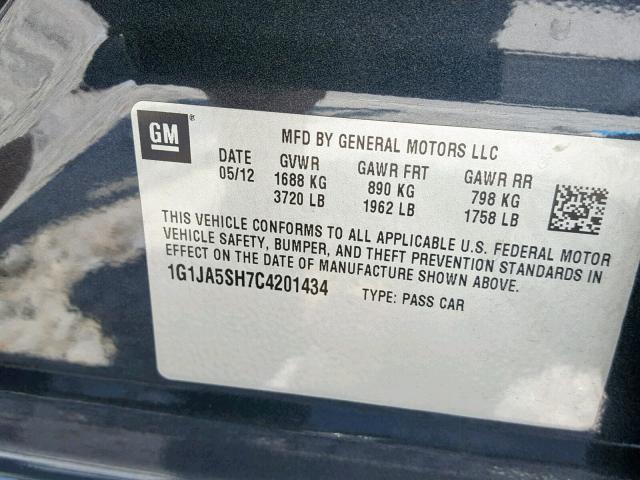 GM ®
MFD BY GENERAL MOTORS LLC
DATE GVWR GAWR FRT GAWR RR
05/12 1688 KG 890 KG 798 KG
3720 LB 1962 LB 1758 LB
THIS VEHICLE CONFORMS TO ALL APPLICABLE U.S. FEDERAL MOTOR
VEHICLE SAFETY, BUMPER, AND THEFT PREVENTION STANDARDS IN
EFFECT ON THE DATE OF MANUFACTURE SHOWN ABOVE.
1G1JA5SH7C4201434 TYPE: PASS CAR